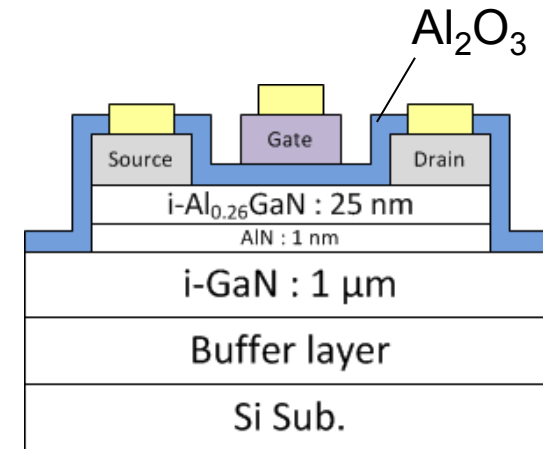 Al₂O₃
Gate
Source
Drain
i-Al₀.₂₆GaN : 25 nm
AlN : 1 nm
i-GaN : 1 μm
Buffer layer
Si Sub.